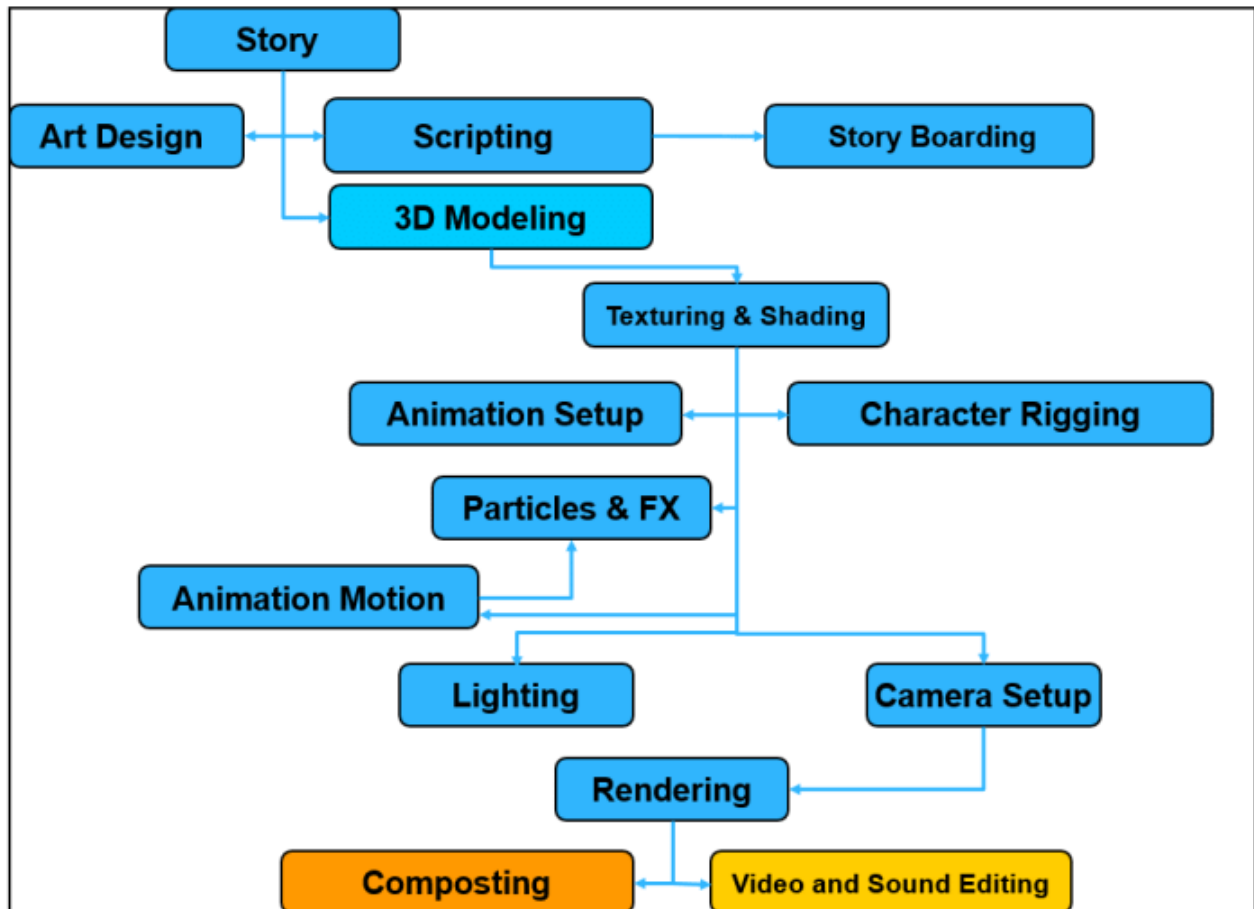 Story
Art Design
Scripting
Story Boarding
3D Modeling
Texturing & Shading
Animation Setup
Character Rigging
Particles & FX
Animation Motion
Lighting
Camera Setup
Rendering
Composting
Video and Sound Editing